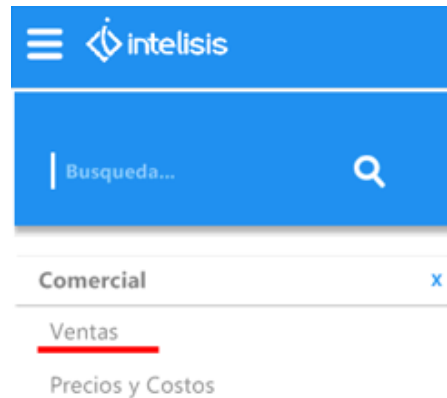 intelisis
Busqueda...
Comercial x
Ventas
Precios y Costos